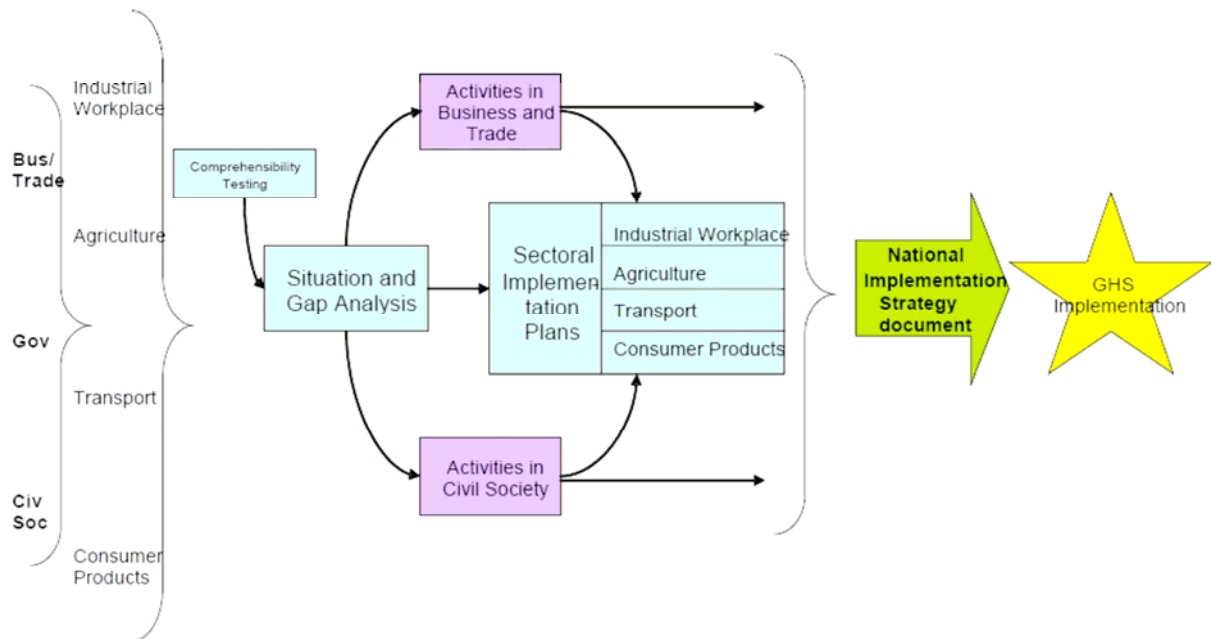 Bus/
Trade
Gov
Civ
Soc
Industrial
Workplace
Agriculture
Transport
Consumer
Products
Comprehensibility
Testing
Situation and
Gap Analysis
Activities in
Business and
Trade
Sectoral
Implemen
tation
Plans
Industrial Workplace
Agriculture
Transport
Consumer Products
Activities in
Civil Society
National
Implementation
Strategy
document
GHS
Implementation